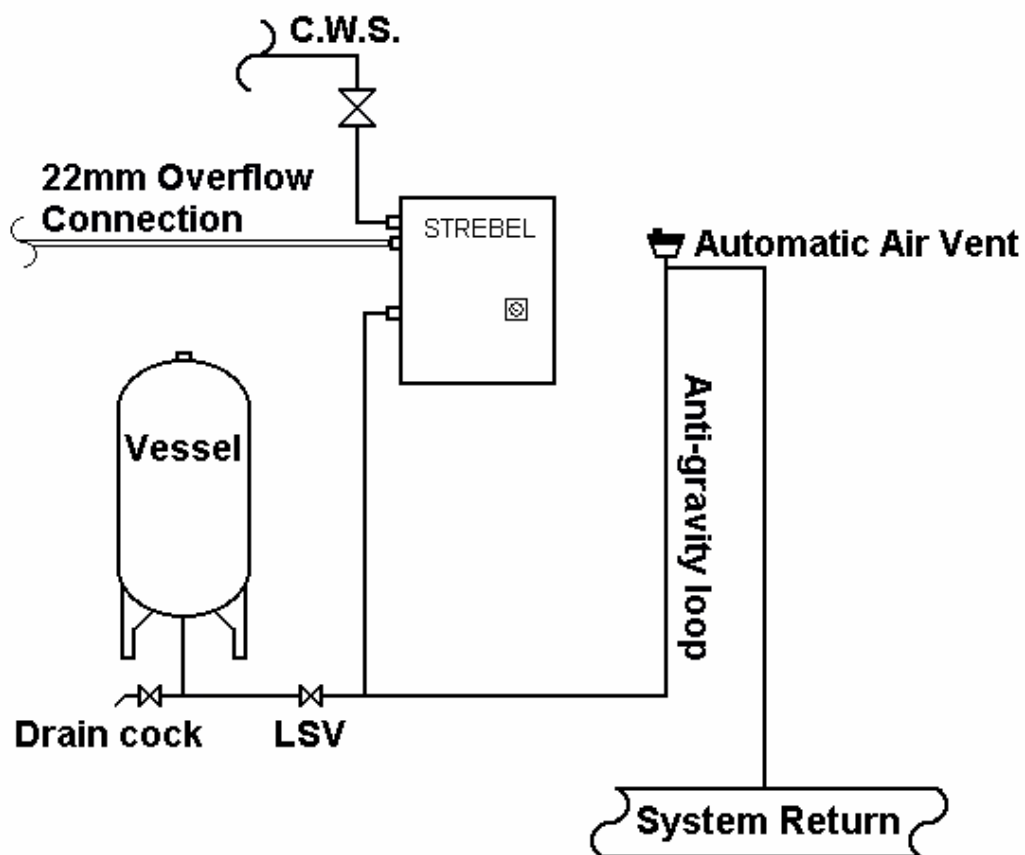 C.W.S.
22mm Overflow
Connection
STREBEL
Automatic Air Vent
Vessel
Anti-gravity loop
Drain cock
LSV
System Return